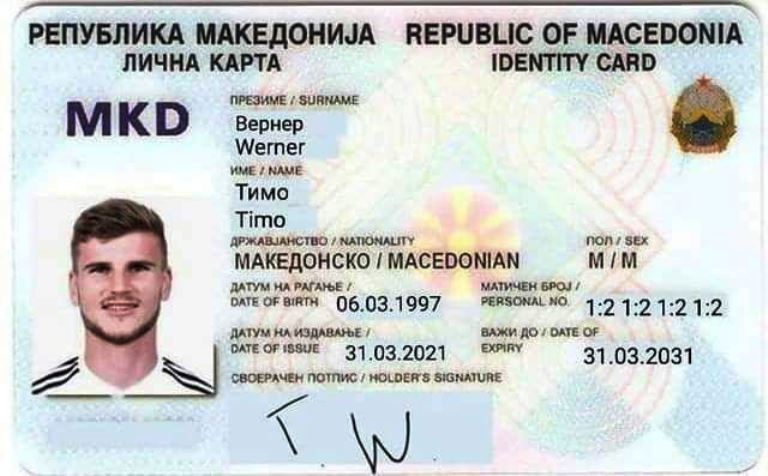 РЕПУБЛИКА МАКЕДОНИЈА REPUBLIC OF MACEDONIA
ЛИЧНА КАРТА IDENTITY CARD
MKD
ПРЕЗИМЕ / SURNAME
Вернер
Werner
ИМЕ / NAME
Тимо
Timo
ДРЖАВЈАНСТВО / NATIONALITY
МАКЕДОНСКО / MACEDONIAN
ПОЛ / SEX
M / M
ДАТУМ НА РАЃАЊЕ /
DATE OF BIRTH 06.03.1997
МАТИЧЕН БРОЈ /
PERSONAL NO. 1:2 1:2 1:2 1:2
ДАТУМ НА ИЗДАВАЊЕ /
DATE OF ISSUE 31.03.2021
ВАЖИ ДО / DATE OF
EXPIRY 31.03.2031
СВОЕРАЧЕН ПОТПИС / HOLDER'S SIGNATURE
T. W.